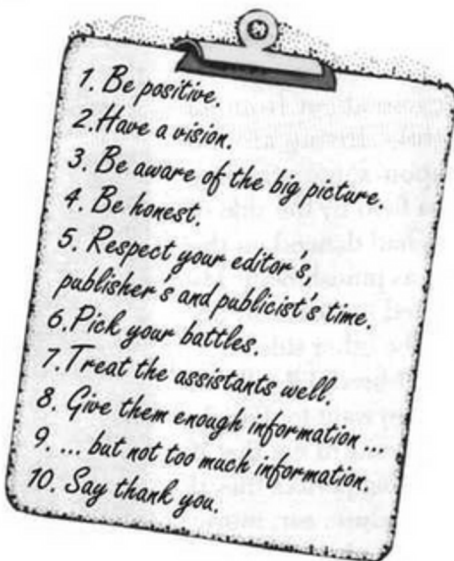 1. Be positive.
2. Have a vision.
3. Be aware of the big picture.
4. Be honest.
5. Respect your editor's,
publisher's and publicist's time.
6. Pick your battles.
7. Treat the assistants well.
8. Give them enough information ...
9. ... but not too much information.
10. Say thank you.